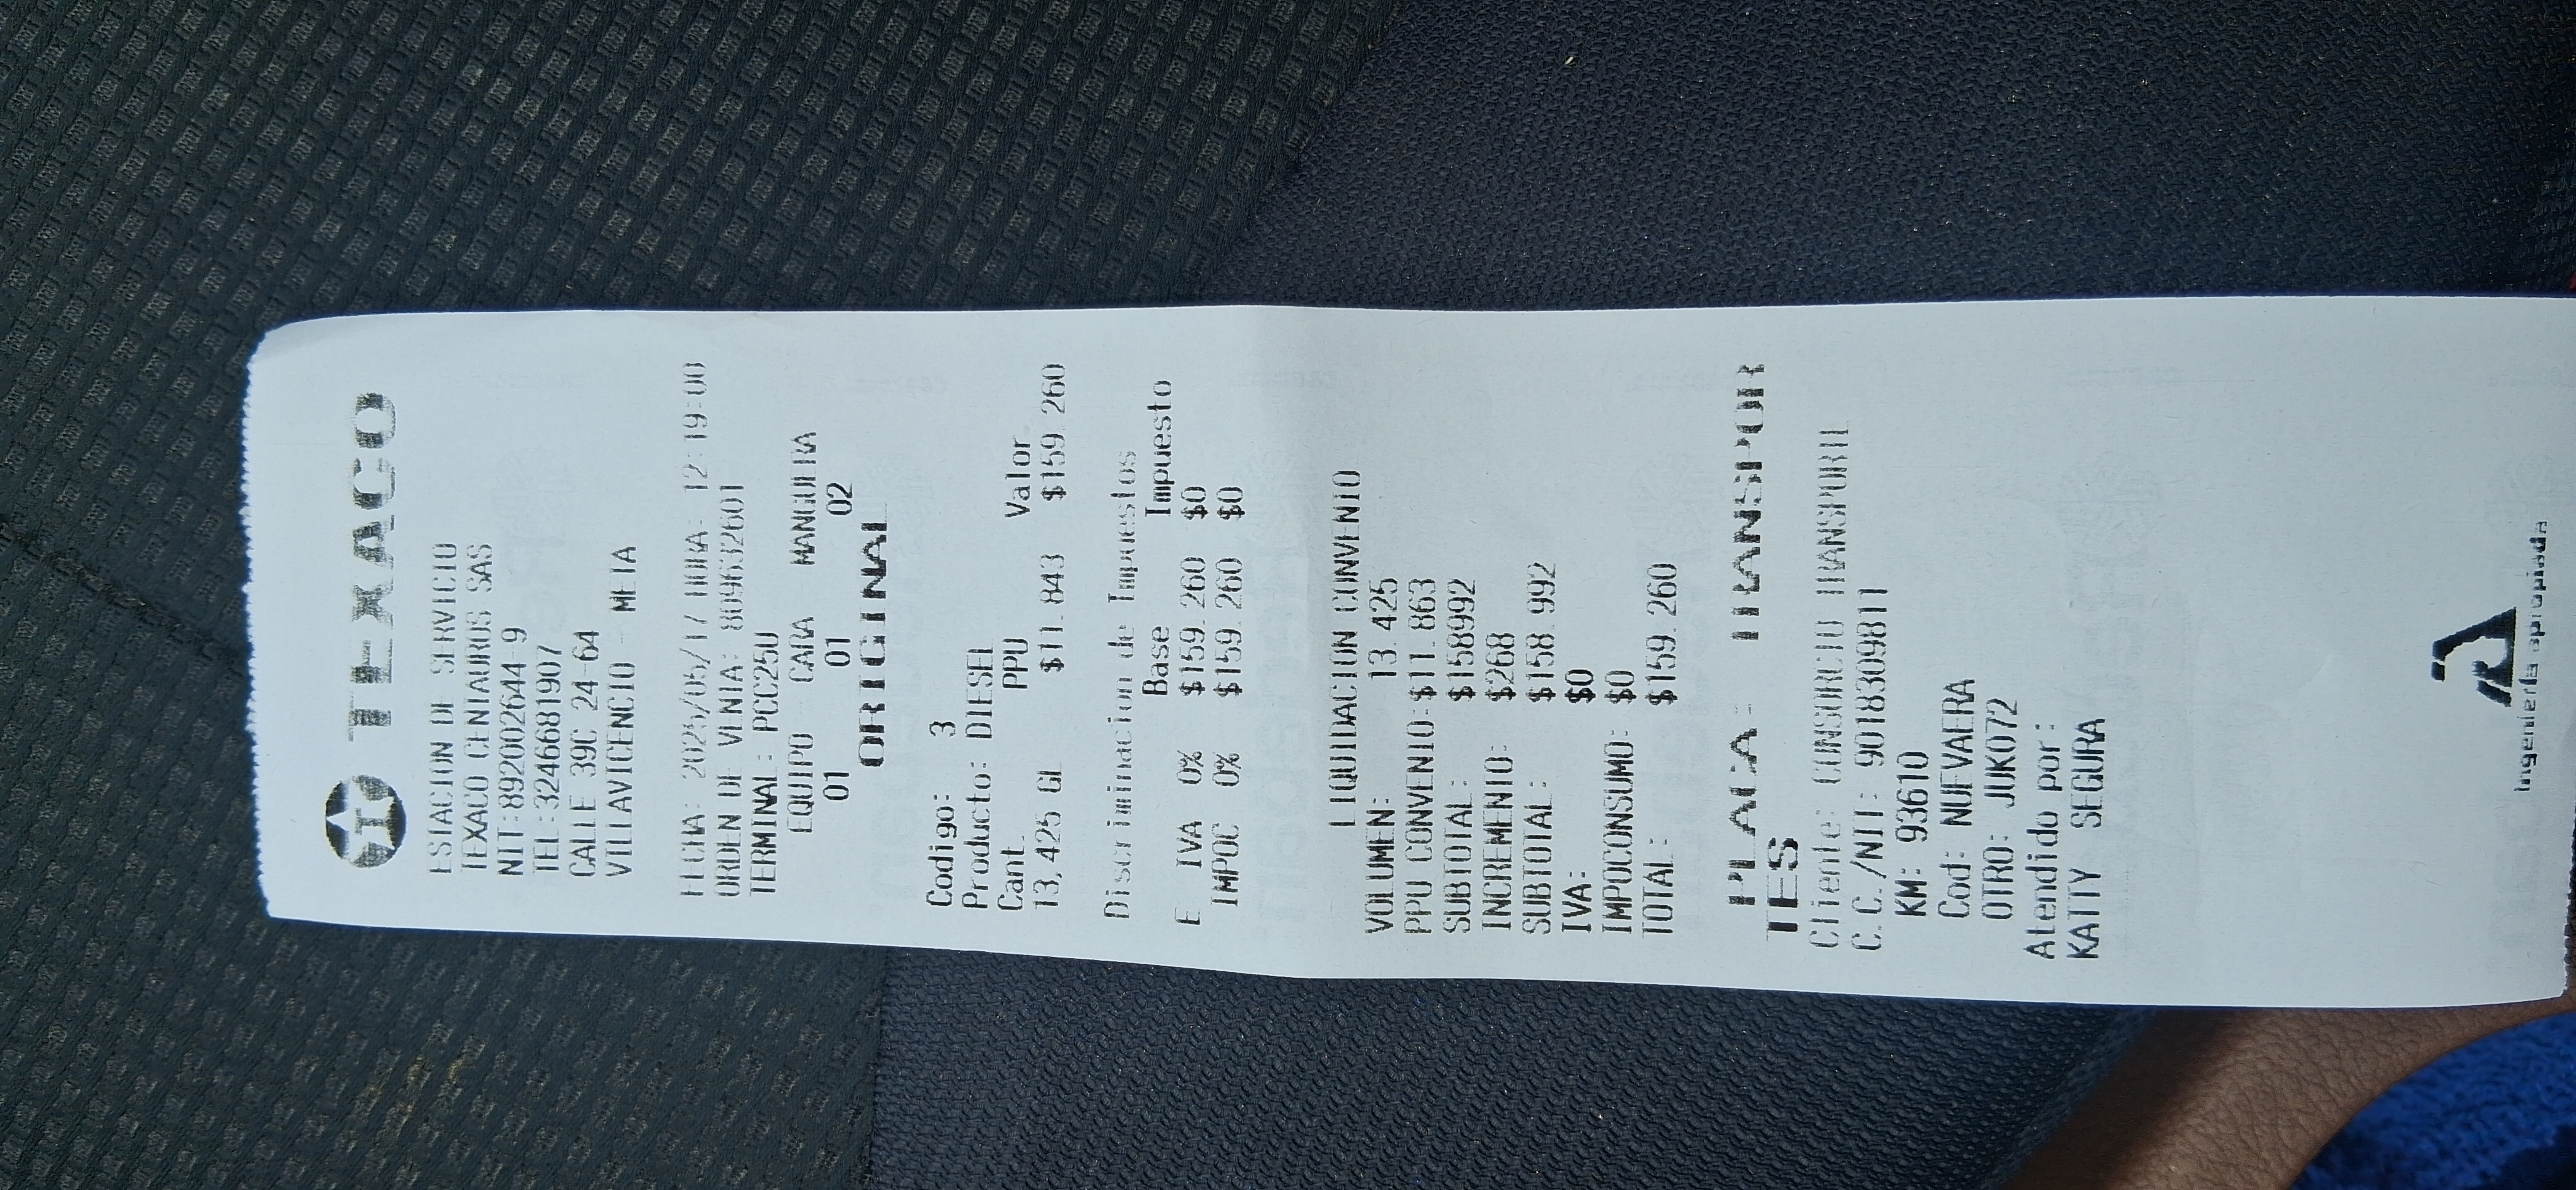 TEXACO
ESTACION DE SERVICIO
TEXACO CENTAUROS SAS
NIT:892002644-9
TEL:3246681907
CALLE 39C 24-64
VILLAVICENCIO - META
FECHA: 2025/05/17 HORA: 12:19:00
ORDEN DE VENTA: 8096332601
TERMINAL: PCC250
EQUIPO CARA MANGUERA
01 01 02
ORIGINAL
Codigo: 3
Producto: DIESEL
Cant. PPU Valor
13,425 GL $11.843 $159.260
Discriminacion de Impuestos
Base Impuesto
E IVA 0% $159.260 $0
IMPOC 0% $159.260 $0
LIQUIDACION CONVENIO
VOLUMEN: 13.425
PPU CONVENIO:$11.863
SUBTOTAL: $158992
INCREMENTO: $268
SUBTOTAL: $158.992
IVA: $0
IMPOCONSUMO: $0
TOTAL: $159.260
PLACA - TRANSPOR
TES
Cliente: CONSORCIO TRANSPORTE
C.C./NIT: 9018309811
KM: 93610
Cod: NUEVAERA
OTRO: JUK072
Atendido por:
KATTY SEGURA
Ingeniería apropiada